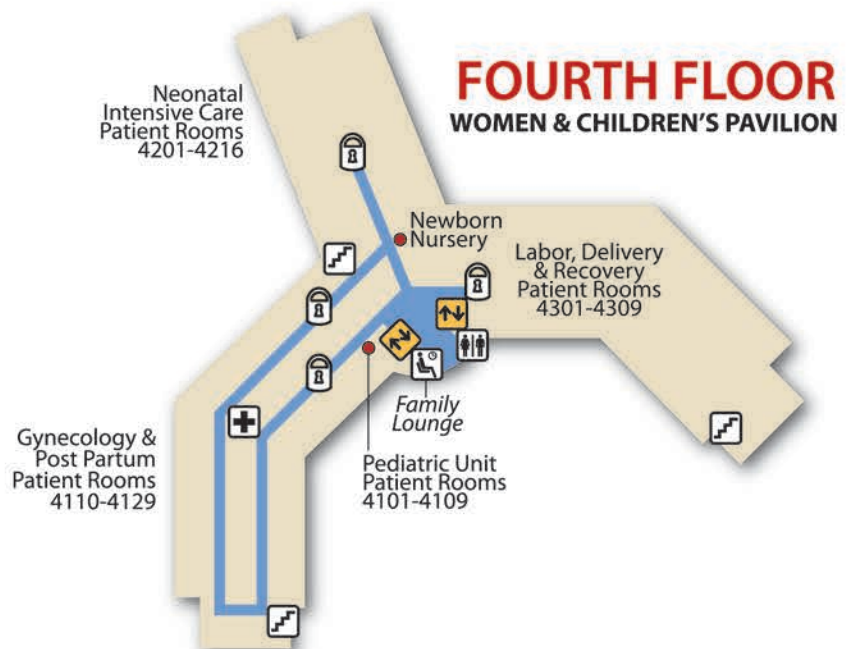 FOURTH FLOOR
WOMEN & CHILDREN'S PAVILION
Neonatal
Intensive Care
Patient Rooms
4201-4216
Newborn
Nursery
Labor, Delivery
& Recovery
Patient Rooms
4301-4309
Family
Lounge
Gynecology &
Post Partum
Patient Rooms
4110-4129
Pediatric Unit
Patient Rooms
4101-4109